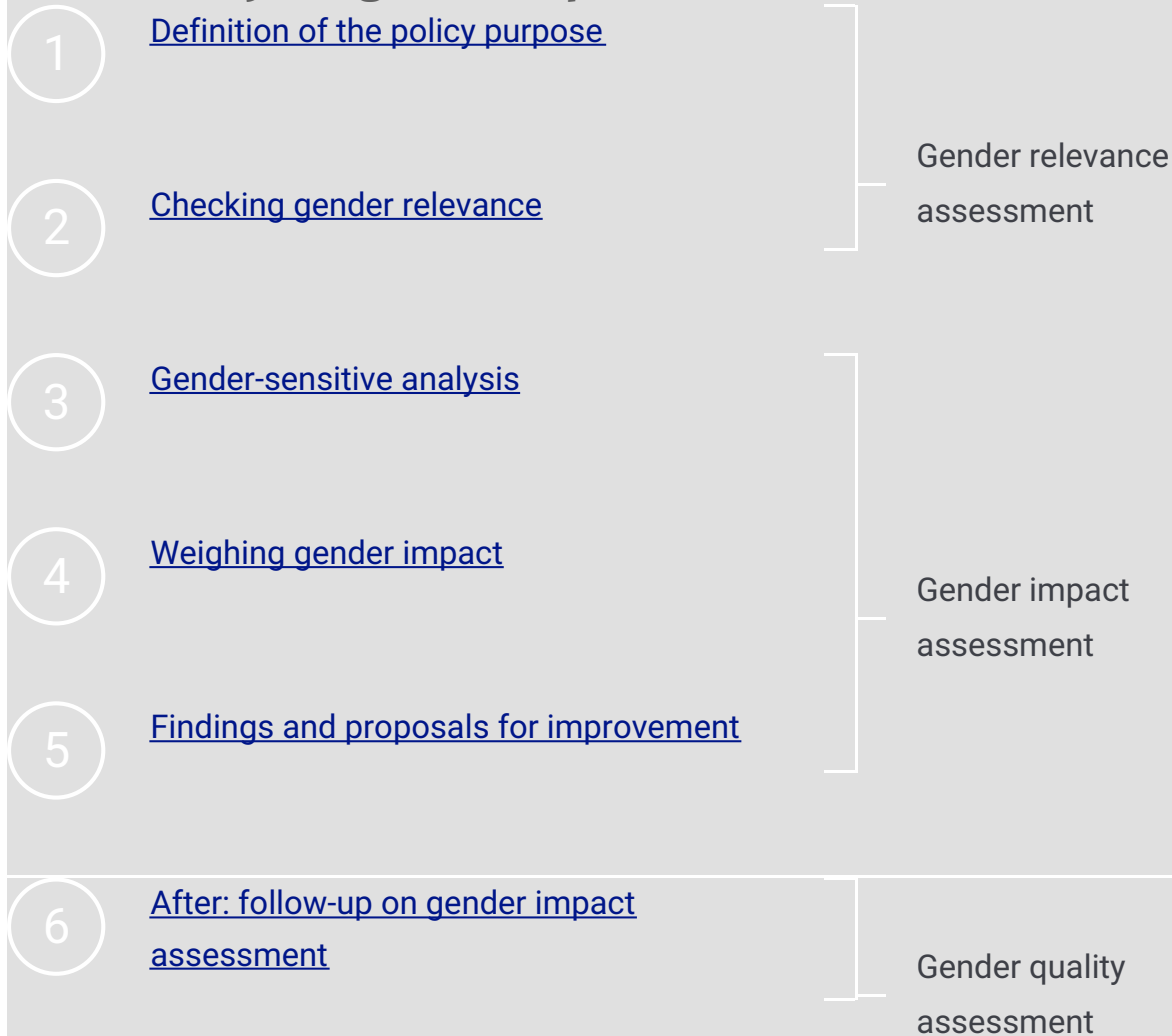 1
Definition of the policy purpose
2
Checking gender relevance
Gender relevance
assessment
3
Gender-sensitive analysis
4
Weighing gender impact
5
Findings and proposals for improvement
Gender impact
assessment
6
After: follow-up on gender impact
assessment
Gender quality
assessment